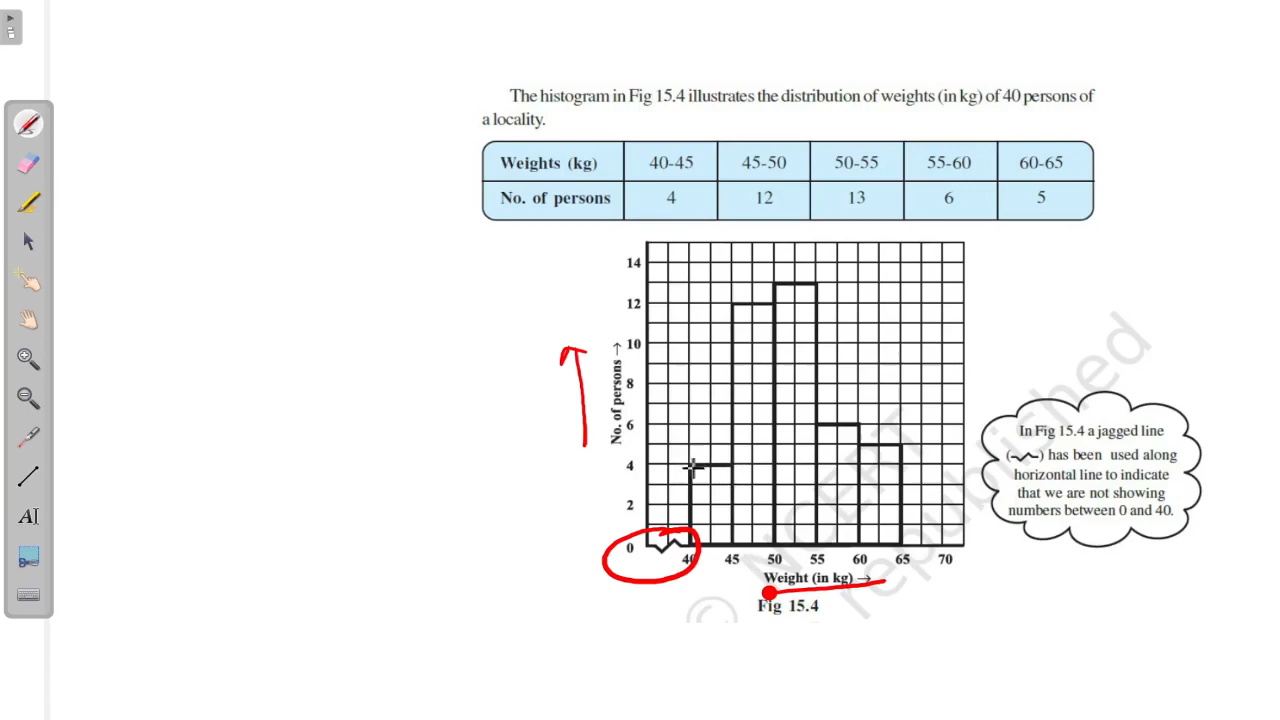 The histogram in Fig 15.4 illustrates the distribution of weights (in kg) of 40 persons of
a locality.
Weights (kg) 40-45 45-50 50-55 55-60 60-65
No. of persons 4 12 13 6 5
14
12
10
8
6
4
2
0
No. of persons →
40 45 50 55 60 65 70
Weight (in kg) →
Fig 15.4
In Fig 15.4 a jagged line
( ) has been used along
horizontal line to indicate
that we are not showing
numbers between 0 and 40.
© NCERT
republished
AI